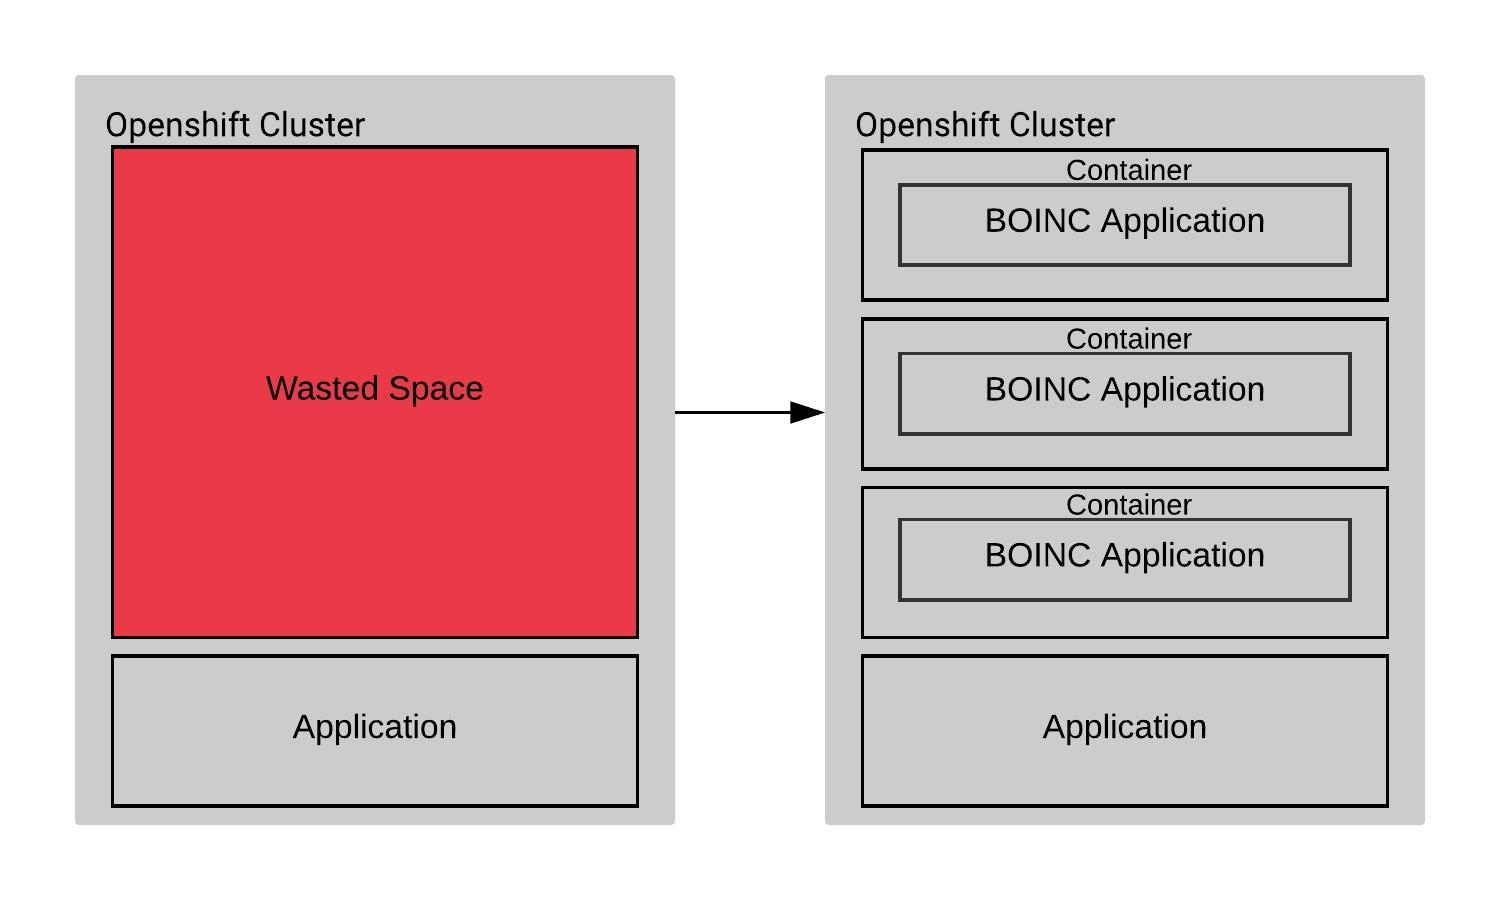 Openshift Cluster
Wasted Space
Application
Openshift Cluster
Container
BOINC Application
Container
BOINC Application
Container
BOINC Application
Application